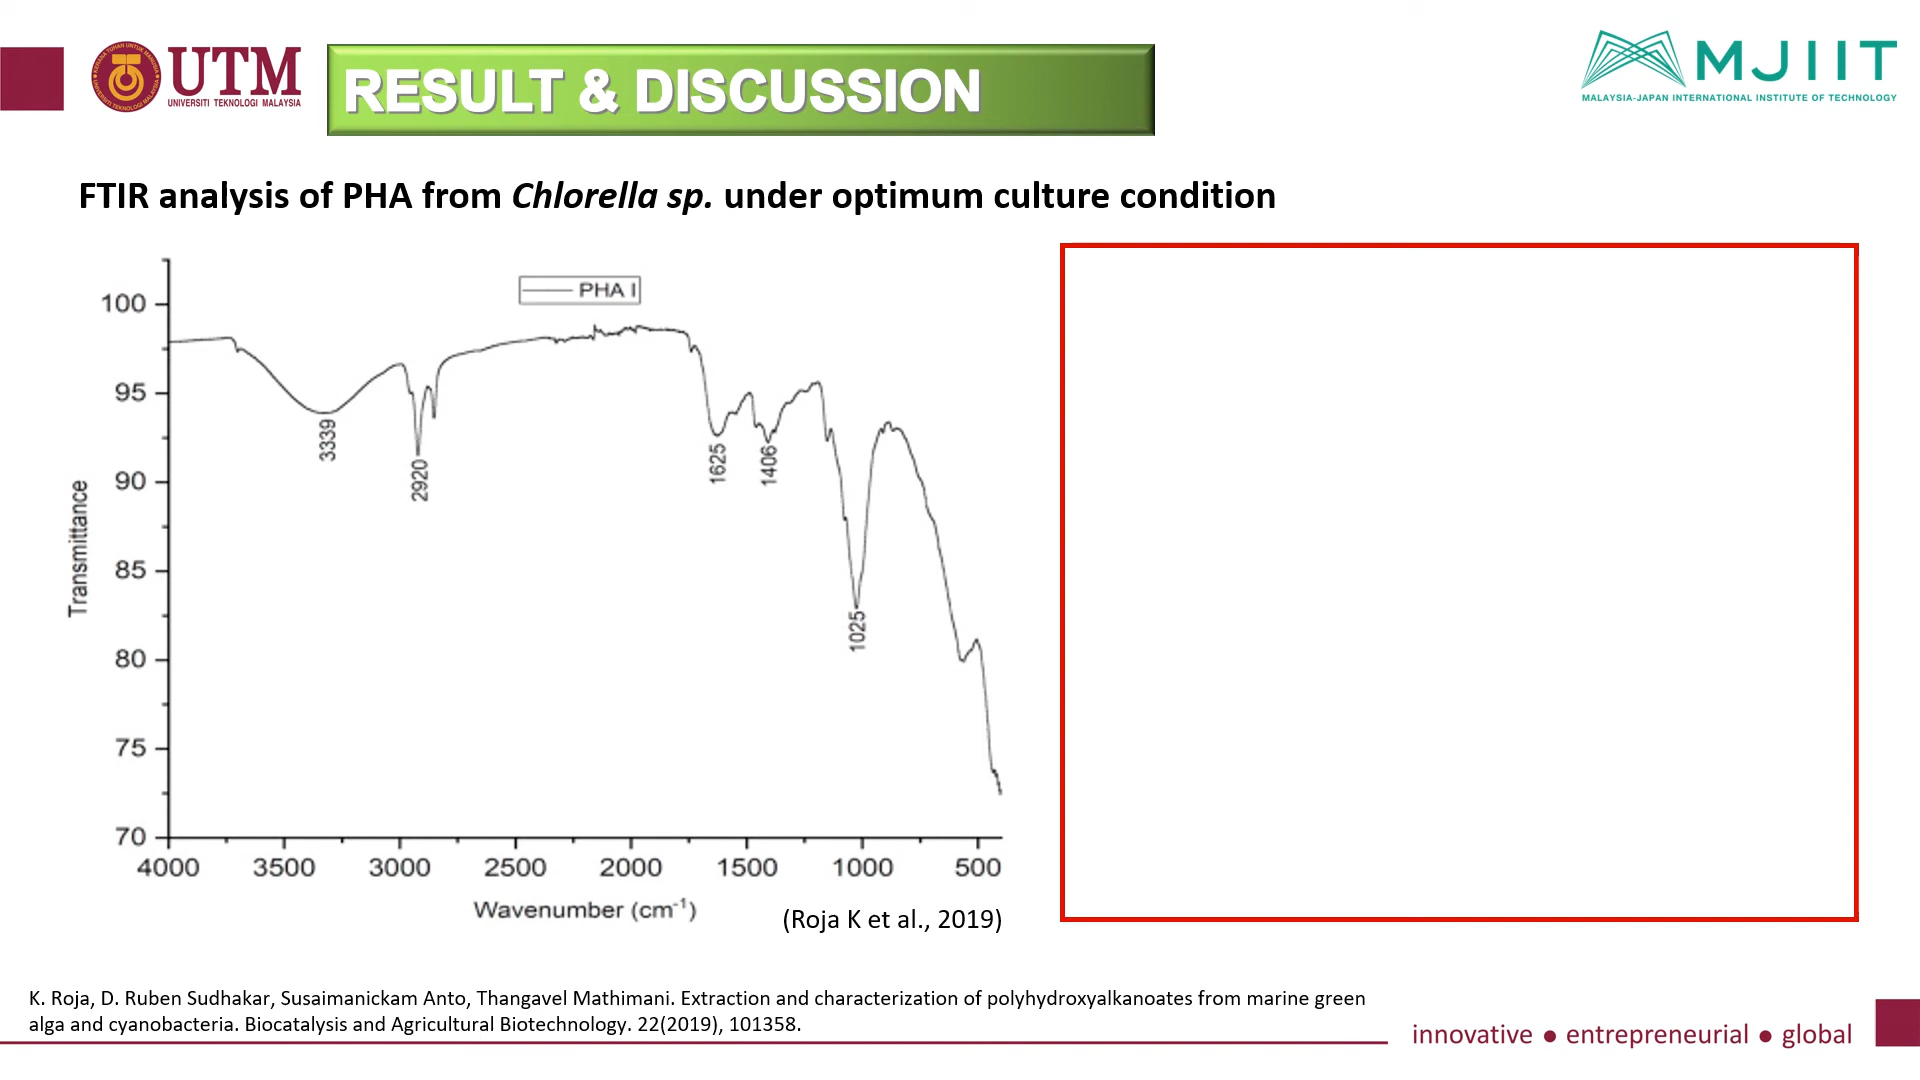 UTM
UNIVERSITI TEKNOLOGI MALAYSIA
RESULT & DISCUSSION
MJIIT
MALAYSIA-JAPAN INTERNATIONAL INSTITUTE OF TECHNOLOGY
FTIR analysis of PHA from Chlorella sp. under optimum culture condition
PHA I
100
95
90
85
80
75
70
Transmittance
3339
2920
1625
1406
1025
4000 3500 3000 2500 2000 1500 1000 500
Wavenumber (cm⁻¹)
(Roja K et al., 2019)
K. Roja, D. Ruben Sudhakar, Susaimanickam Anto, Thangavel Mathimani. Extraction and characterization of polyhydroxyalkanoates from marine green
alga and cyanobacteria. Biocatalysis and Agricultural Biotechnology. 22(2019), 101358.
innovative ● entrepreneurial ● global